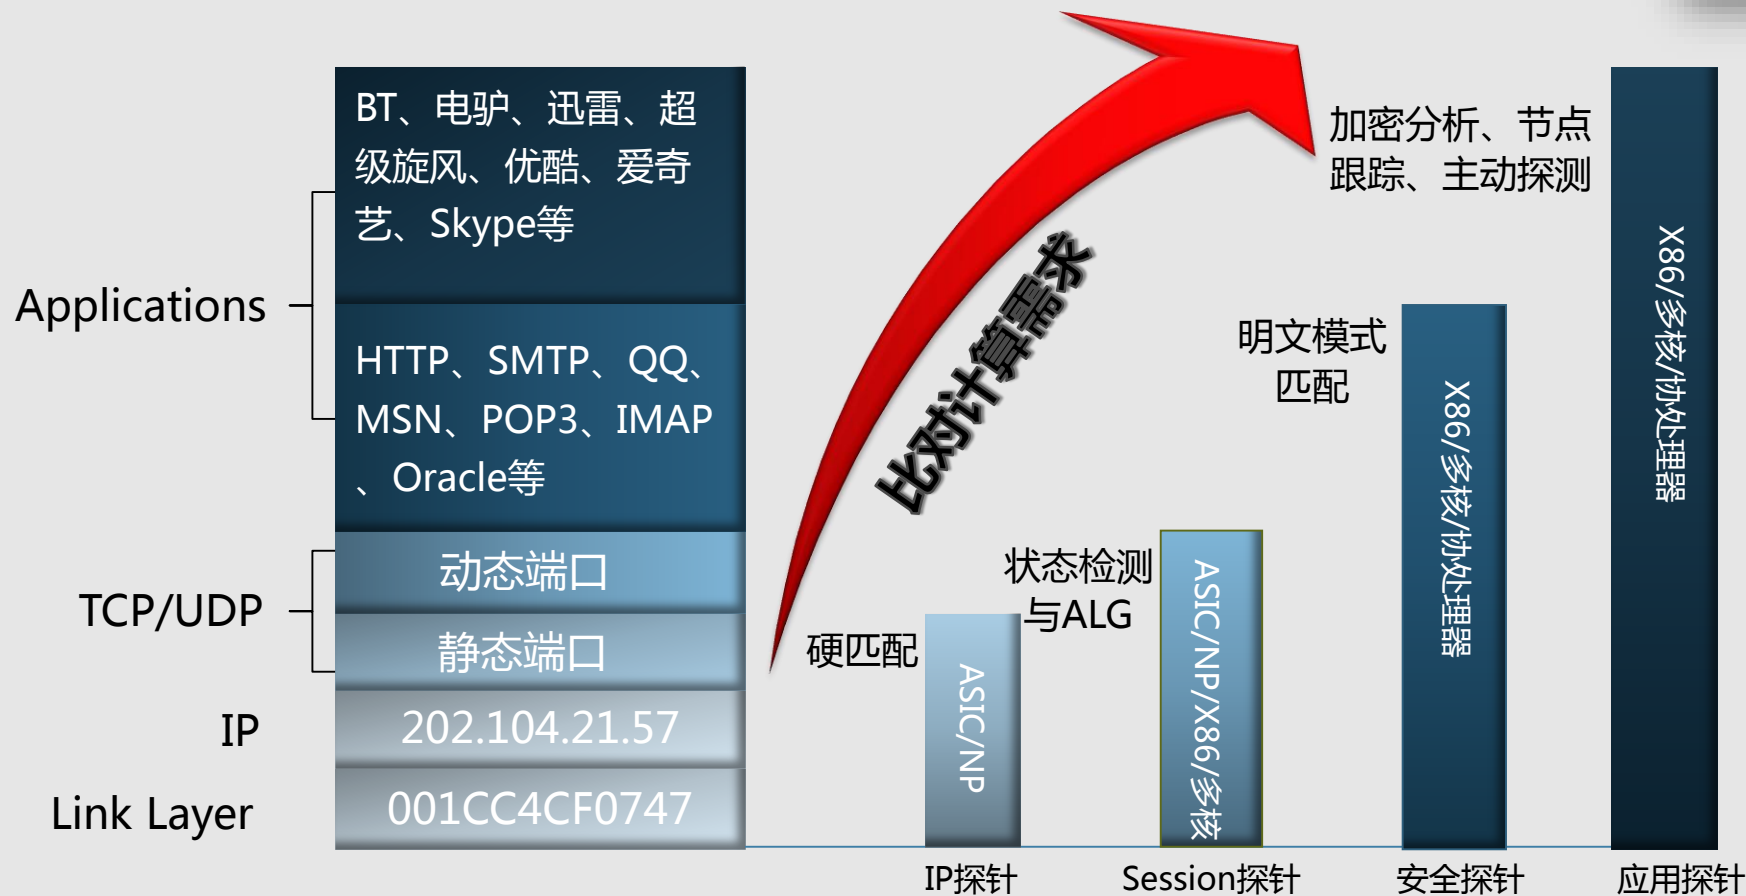 BT、电驴、迅雷、超
级旋风、优酷、爱奇
艺、Skype等
Applications
HTTP、SMTP、QQ、
MSN、POP3、IMAP
、Oracle等
TCP/UDP
动态端口
静态端口
IP
202.104.21.57
Link Layer
001CC4CF0747
比对计算需求
硬匹配
ASIC/NP
IP探针
状态检测
与ALG
ASIC/NP/X86/多核
Session探针
明文模式
匹配
X86/多核/协处理器
安全探针
加密分析、节点
跟踪、主动探测
X86/多核/协处理器
应用探针